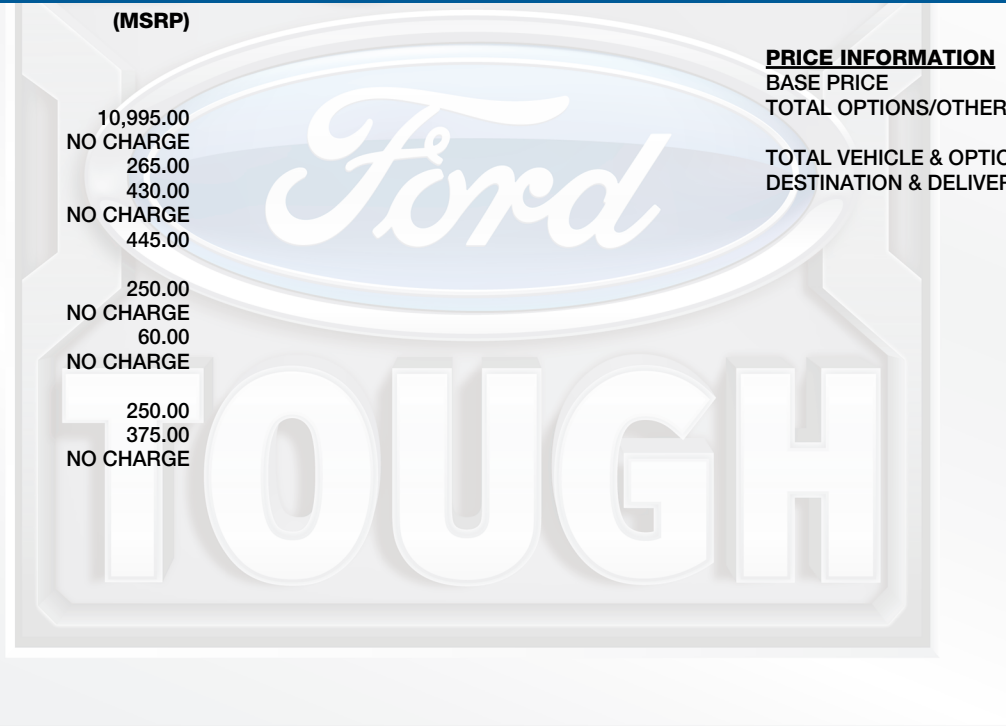 (MSRP)
10,995.00
NO CHARGE
265.00
430.00
NO CHARGE
445.00
250.00
NO CHARGE
60.00
NO CHARGE
250.00
375.00
NO CHARGE
PRICE INFORMATION
BASE PRICE
TOTAL OPTIONS/OTHER
TOTAL VEHICLE & OPTIO
DESTINATION & DELIVER
Ford
TOUGH